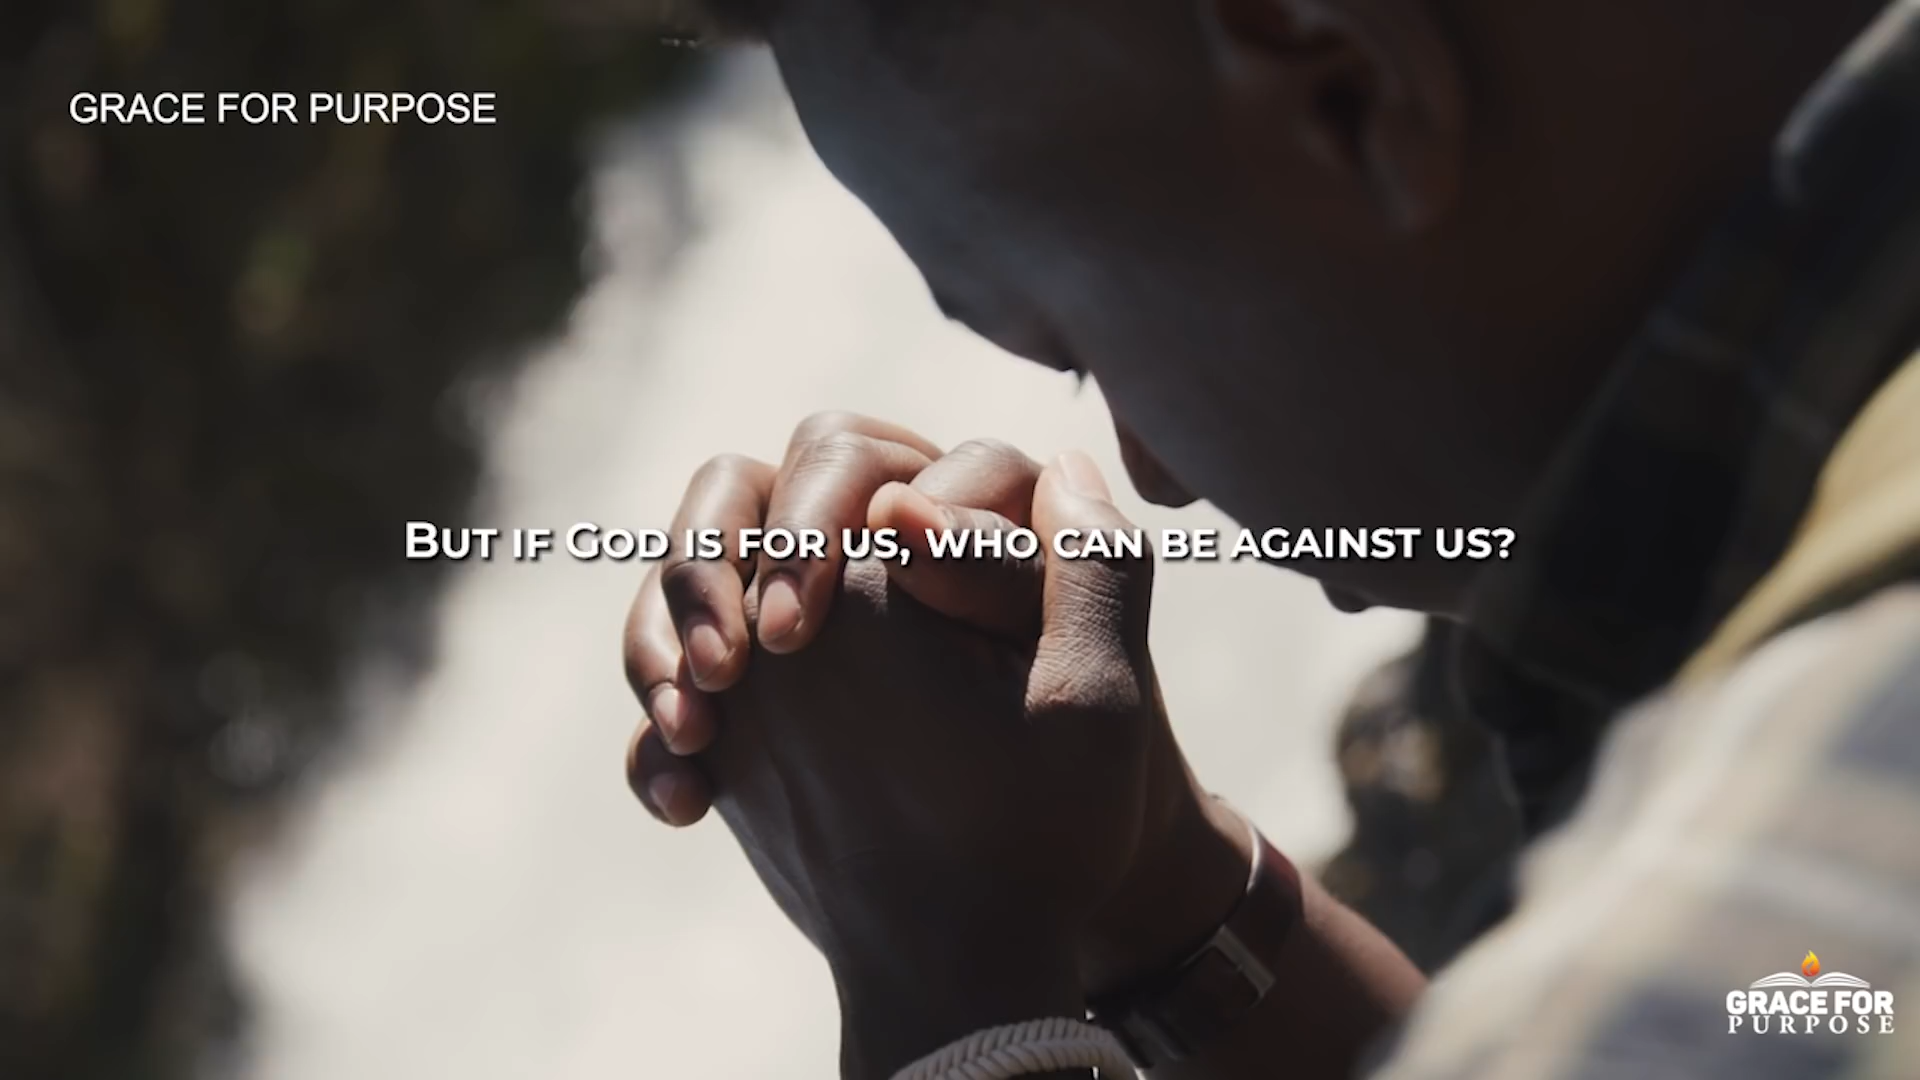 GRACE FOR PURPOSE
But if God is for us, who can be against us?
GRACE FOR
PURPOSE